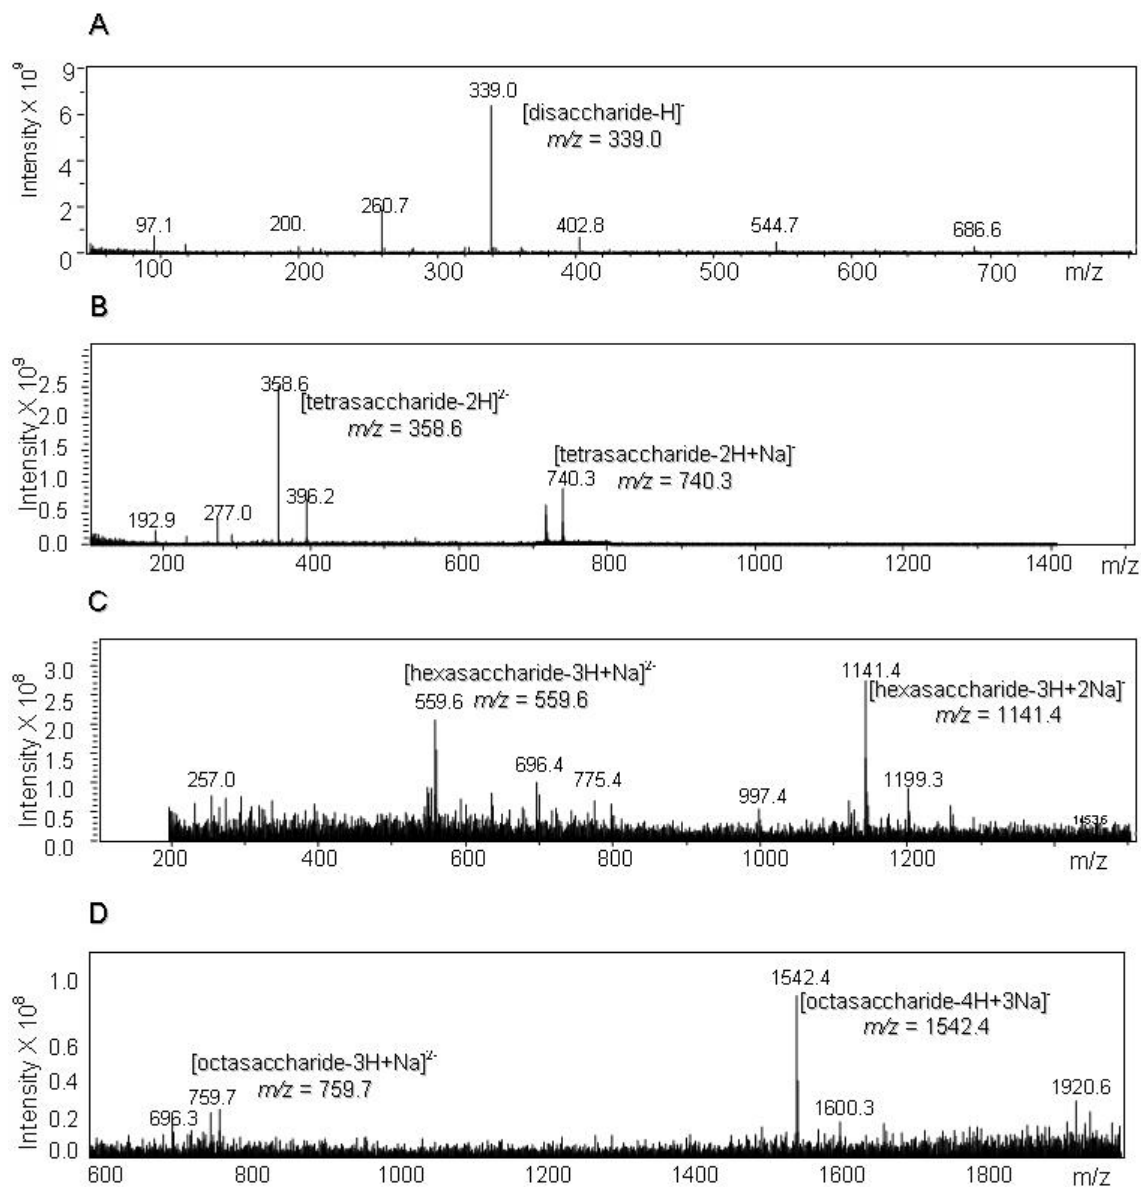 A
Intensity X 10⁹
9
6
4
2
0
339.0
[disaccharide-H]⁻
m/z = 339.0
97.1
200.
260.7
402.8
544.7
686.6
100 200 300 400 500 600 700 m/z
B
Intensity X 10⁹
2.5
2.0
1.5
1.0
0.5
0.0
358.6
[tetrasaccharide-2H]²⁻
m/z = 358.6
[tetrasaccharide-2H+Na]⁻
740.3 m/z = 740.3
192.9
277.0
396.2
200 400 600 800 1000 1200 1400 m/z
C
Intensity X 10⁸
3.0
2.5
2.0
1.5
1.0
0.5
0.0
[hexasaccharide-3H+Na]²⁻
559.6 m/z = 559.6
1141.4
[hexasaccharide-3H+2Na]⁻
m/z = 1141.4
257.0
696.4
775.4
997.4
1199.3
200 400 600 800 1000 1200 m/z
D
Intensity X 10⁸
1.0
0.6
0.4
0.2
0.0
1542.4
[octasaccharide-4H+3Na]⁻
m/z = 1542.4
[octasaccharide-3H+Na]²⁻
759.7 m/z = 759.7
696.3
1600.3
1920.6
600 800 1000 1200 1400 1600 1800 m/z